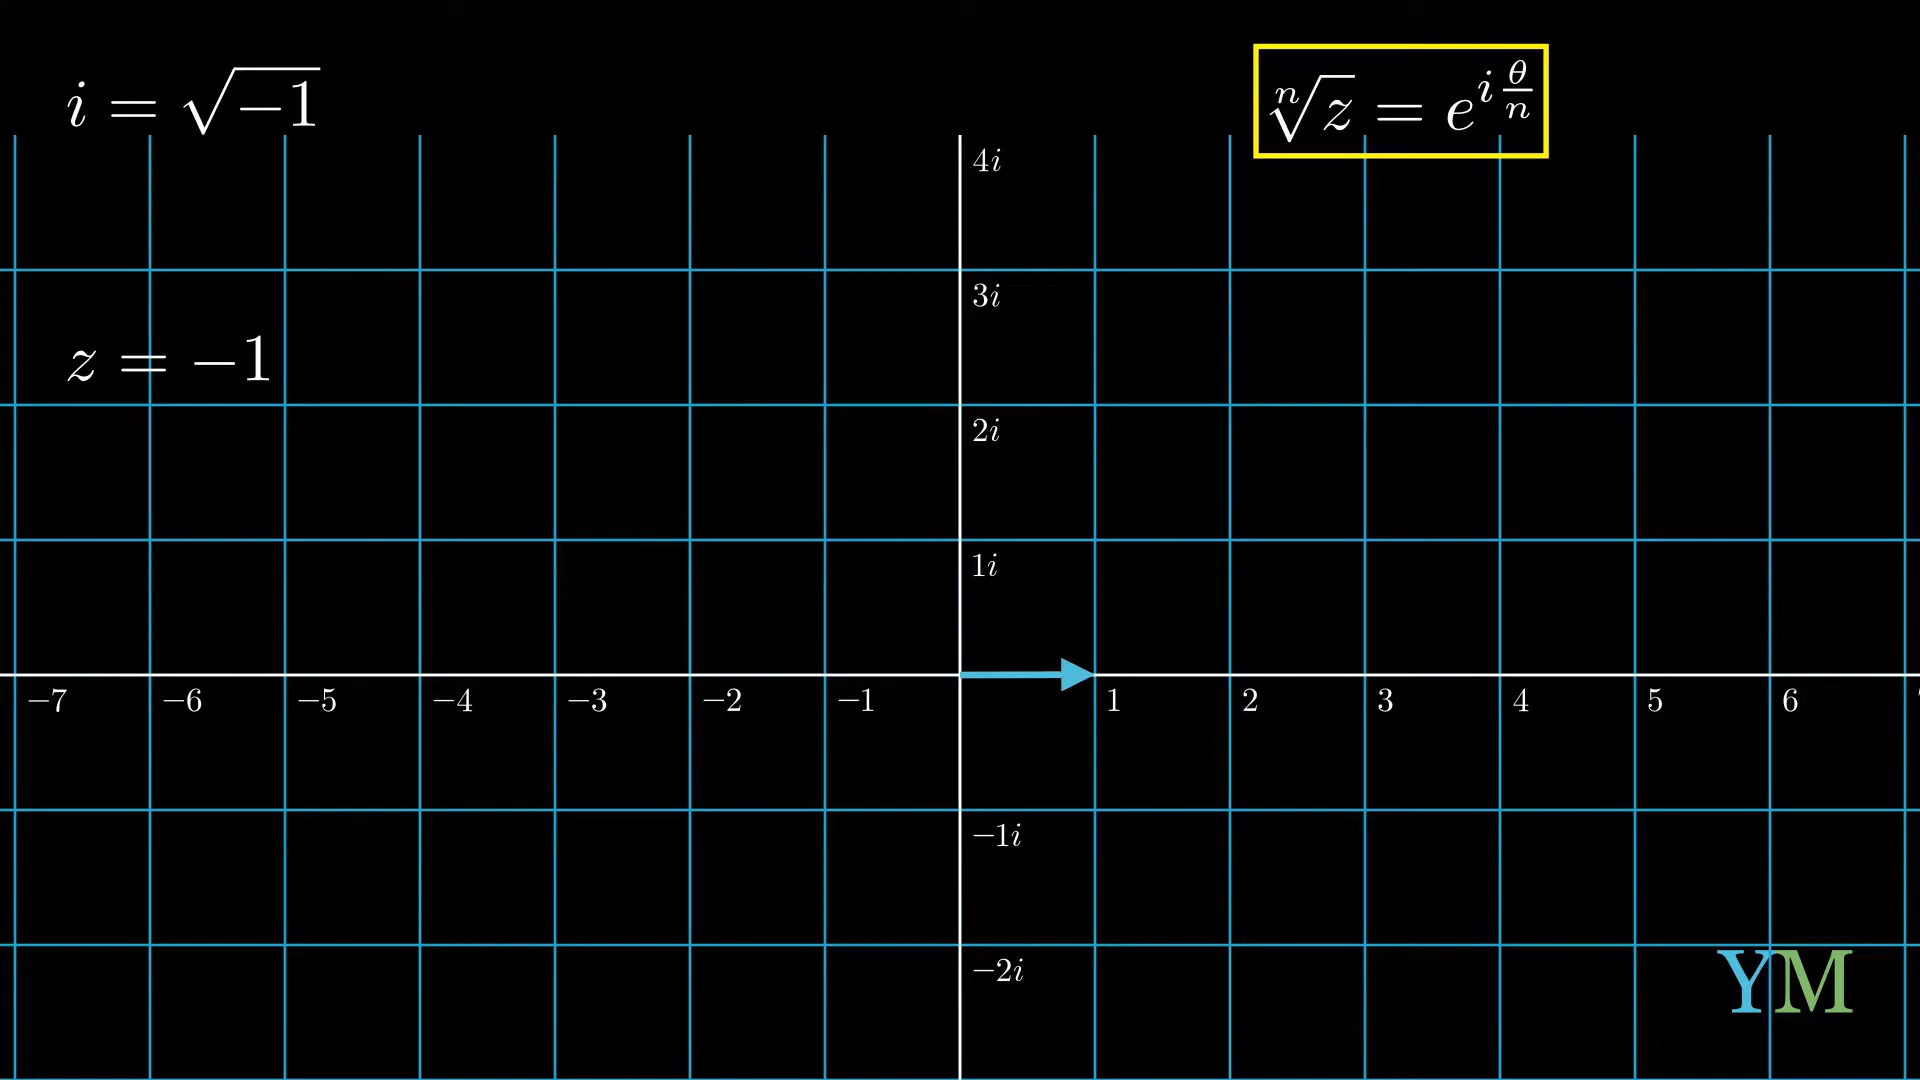 i = √−1
ⁿ√z = e^{i θ/n}
4i
3i
z = −1
2i
1i
−7 −6 −5 −4 −3 −2 −1 1 2 3 4 5 6
−1i
−2i
YM